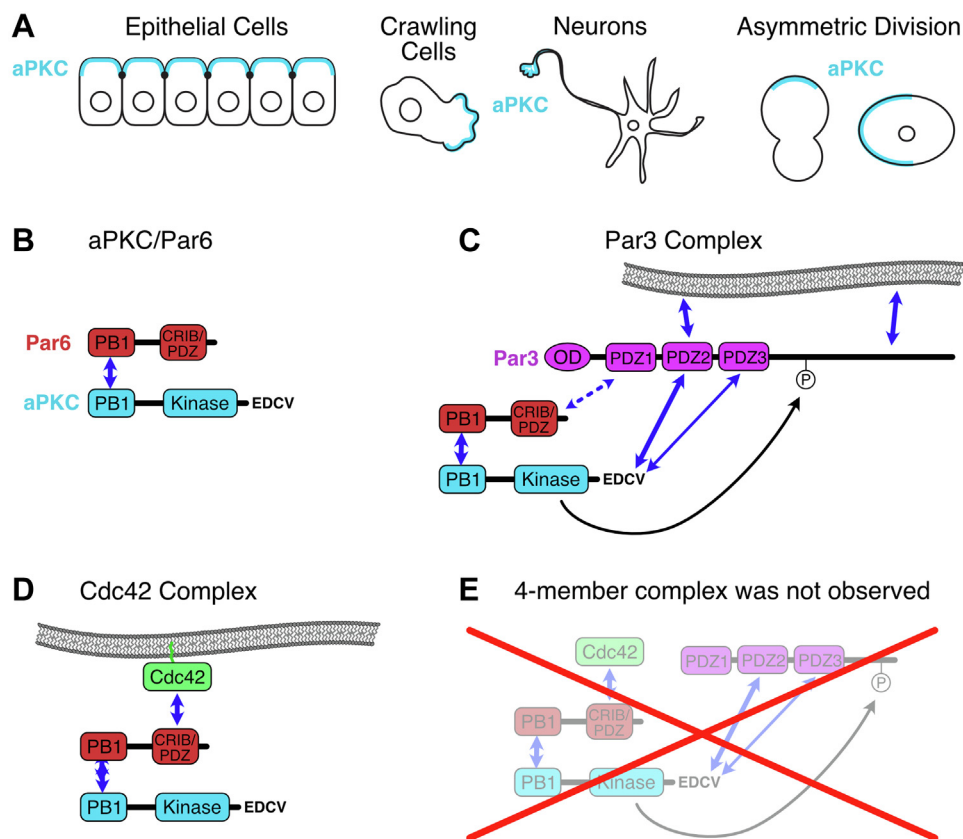 A
Epithelial Cells
aPKC
Crawling
Cells
Neurons
aPKC
Asymmetric Division
aPKC
B
aPKC/Par6
Par6
PB1
CRIB/
PDZ
aPKC
PB1
Kinase
EDCV
C
Par3 Complex
Par3
OD
PDZ1
PDZ2
PDZ3
P
PB1
CRIB/
PDZ
PB1
Kinase
EDCV
D
Cdc42 Complex
Cdc42
PB1
CRIB/
PDZ
PB1
Kinase
EDCV
E
4-member complex was not observed
Cdc42
PDZ1
PDZ2
PDZ3
P
PB1
CRIB/
PDZ
PB1
Kinase
EDCV